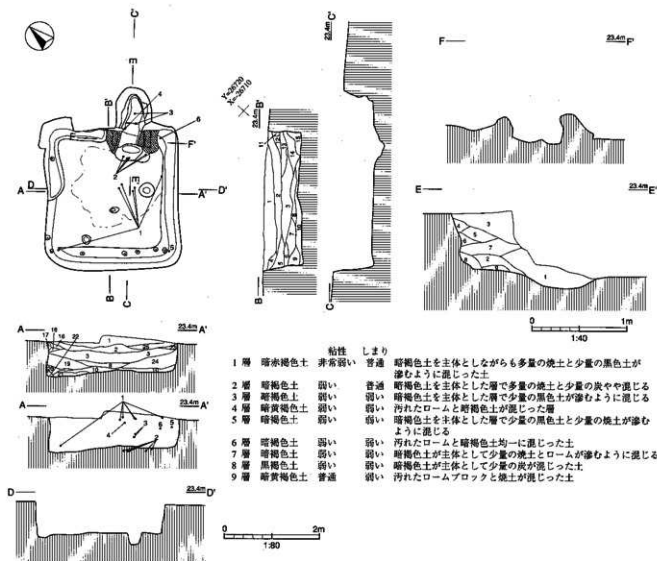 C'
E
4
3
6
B'
F'
2
A
D
D'
A'
1
5
B
C
Y=26720
X=-26710
23.4m B'
23.4m C'
F
23.4m
F'
E
23.4m
E'
0
1m
1:40
A
23.4m A'
A
23.4m A'
D
23.4m
D'
0
2m
1:80
粘性 しまり
1層 暗赤褐色土 非常弱い 普通 暗褐色土を主体としながらも多量の焼土と少量の黒色土が
滲むように混じった土
2層 暗褐色土 弱い 普通 暗褐色土を主体とした層で多量の焼土と少量の炭やや混じる
3層 暗褐色土 弱い 弱い 暗褐色土を主体とした層で少量の黒色土が滲むように混じる
4層 暗黄褐色土 弱い 弱い 汚れたロームと暗褐色土が混じった層
5層 暗褐色土 弱い 弱い 暗褐色土を主体とした層で少量の黒色土と少量の焼土が滲む
ように混じる
6層 暗褐色土 弱い 弱い 汚れたロームと暗褐色土均一に混じった土
7層 暗褐色土 弱い 弱い 暗褐色土が主体として少量の焼土とロームが滲むように混じる
8層 黒褐色土 弱い 弱い 暗褐色土が主体として少量の炭が混じった土
9層 暗黄褐色土 普通 弱い 汚れたロームブロックと焼土が混じった土